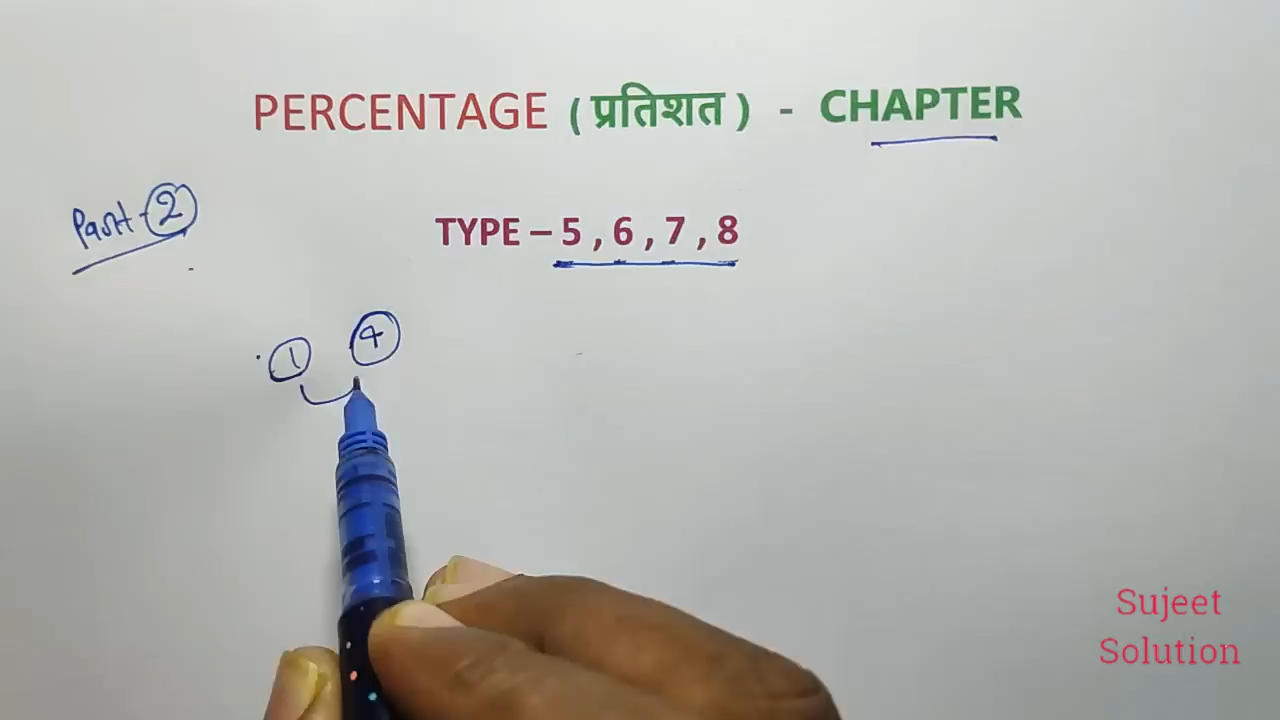 PERCENTAGE ( प्रतिशत ) - CHAPTER
Part-2
TYPE – 5 , 6 , 7 , 8
1 4
Sujeet
Solution